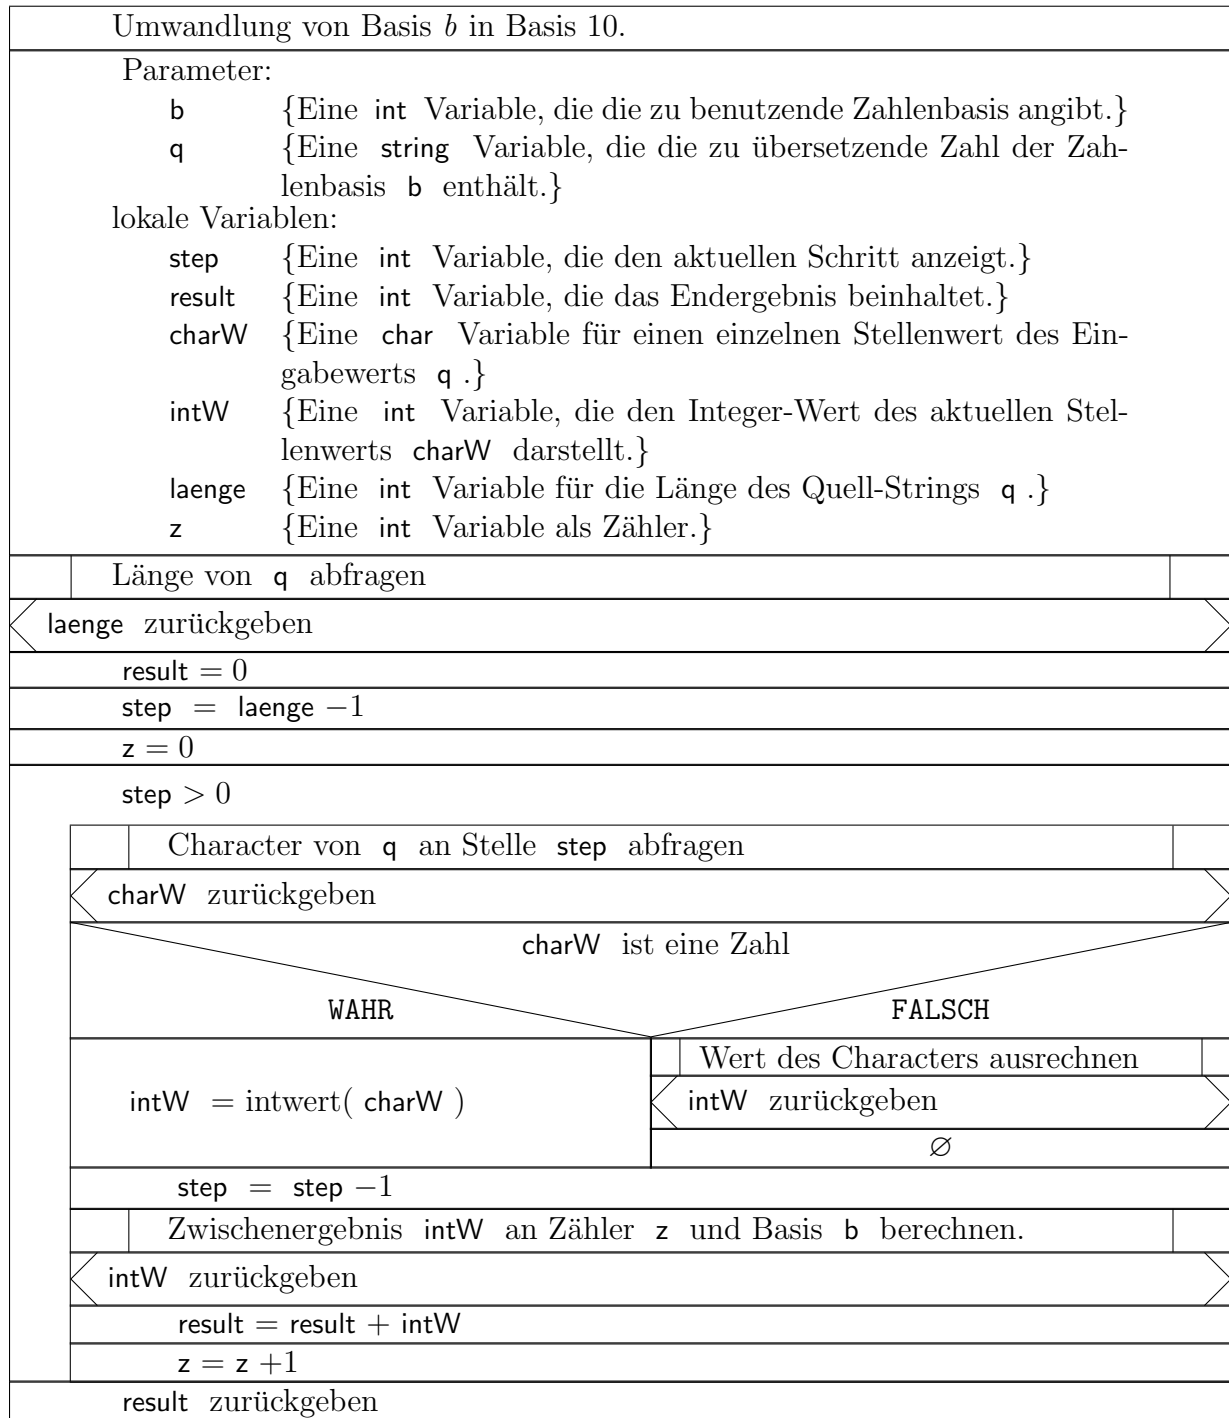 Umwandlung von Basis b in Basis 10.
Parameter:
b {Eine int Variable, die die zu benutzende Zahlenbasis angibt.}
q {Eine string Variable, die die zu übersetzende Zahl der Zah-
lenbasis b enthält.}
lokale Variablen:
step {Eine int Variable, die den aktuellen Schritt anzeigt.}
result {Eine int Variable, die das Endergebnis beinhaltet.}
charW {Eine char Variable für einen einzelnen Stellenwert des Ein-
gabewerts q .}
intW {Eine int Variable, die den Integer-Wert des aktuellen Stel-
lenwerts charW darstellt.}
laenge {Eine int Variable für die Länge des Quell-Strings q .}
z {Eine int Variable als Zähler.}
Länge von q abfragen
laenge zurückgeben
result = 0
step = laenge −1
z = 0
step > 0
Character von q an Stelle step abfragen
charW zurückgeben
charW ist eine Zahl
WAHR FALSCH
Wert des Characters ausrechnen
intW = intwert( charW ) intW zurückgeben
∅
step = step −1
Zwischenergebnis intW an Zähler z und Basis b berechnen.
intW zurückgeben
result = result + intW
z = z +1
result zurückgeben